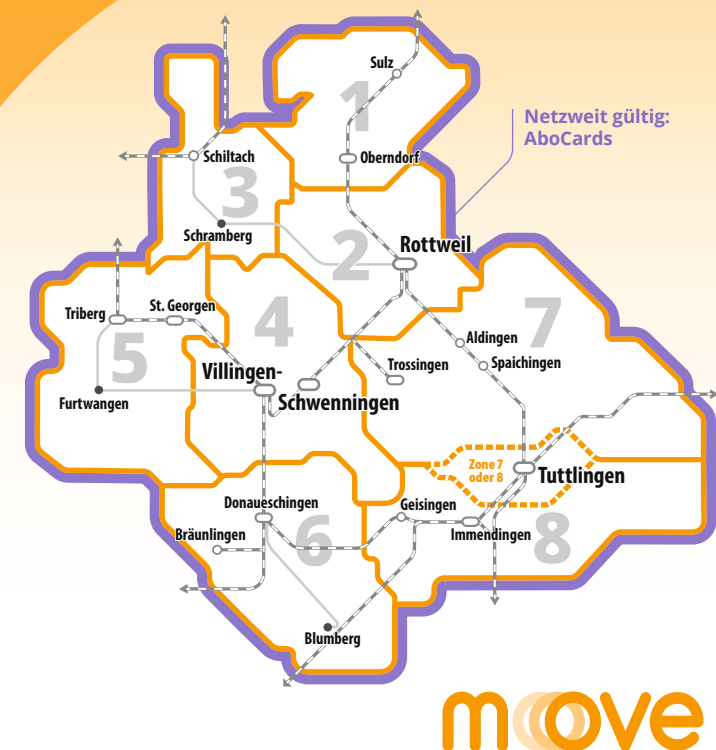 Sulz
1
Netzweit gültig:
AboCards
Schiltach
Oberndorf
3
Schramberg
2
Rottweil
Triberg
St. Georgen
4
7
5
Aldingen
Villingen-
Trossingen
Spaichingen
Furtwangen
Schwenningen
Zone 7
oder 8
Tuttlingen
Donaueschingen
Geisingen
Bräunlingen
6
Immendingen
8
Blumberg
moove